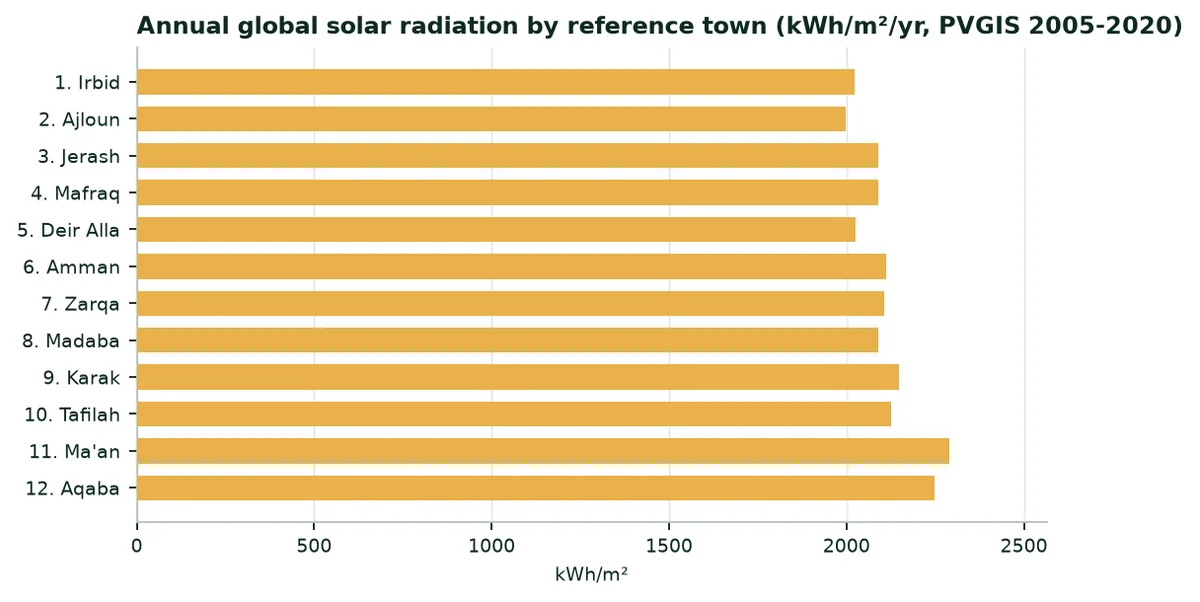 Annual global solar radiation by reference town (kWh/m²/yr, PVGIS 2005-2020)
1. Irbid
2. Ajloun
3. Jerash
4. Mafraq
5. Deir Alla
6. Amman
7. Zarqa
8. Madaba
9. Karak
10. Tafilah
11. Ma'an
12. Aqaba
0 500 1000 1500 2000 2500
kWh/m²